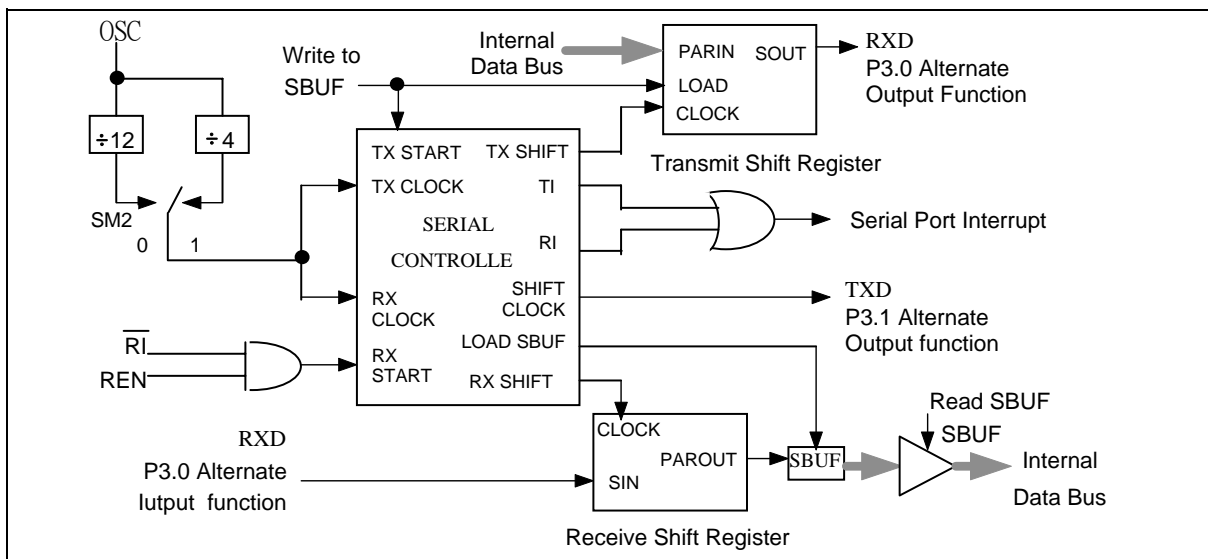 OSC
÷12
÷4
SM2
0 1
Write to
SBUF
Internal
Data Bus
PARIN
SOUT
LOAD
CLOCK
RXD
P3.0 Alternate
Output Function
Transmit Shift Register
TX START
TX SHIFT
TX CLOCK
TI
SERIAL
CONTROLLE
RI
SHIFT
CLOCK
RX
CLOCK
LOAD SBUF
RX
START
RX SHIFT
Serial Port Interrupt
TXD
P3.1 Alternate
Output function
R̅I̅
REN
RXD
P3.0 Alternate
Iutput function
CLOCK
PAROUT
SIN
Receive Shift Register
SBUF
Read SBUF
SBUF
Internal
Data Bus